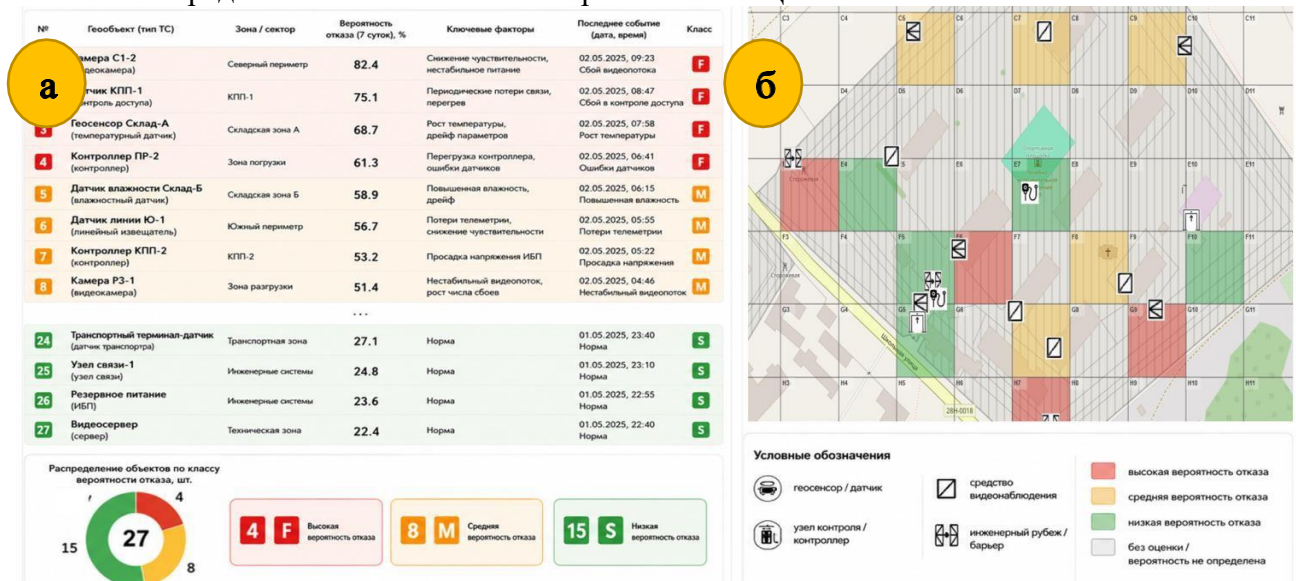 №
Геообъект (тип ТС)
Зона / сектор
Вероятность
отказа (7 суток), %
Ключевые факторы
Последнее событие
(дата, время)
Класс
а
С1-2
Северный периметр
82.4
Снижение чувствительности,
нестабильное питание
02.05.2025, 09:23
Сбой видеопотока
F
КПП-1
КПП-1
75.1
Периодические потери связи,
перегрев
02.05.2025, 08:47
Сбой в контроле доступа
F
3
Геосенсор Склад-А
(температурный датчик)
Складская зона А
68.7
Рост температуры,
дрейф параметров
02.05.2025, 07:58
Рост температуры
F
4
Контроллер ПР-2
(контроллер)
Зона погрузки
61.3
Перегрузка контроллера,
ошибки датчиков
02.05.2025, 06:41
Ошибки датчиков
F
5
Датчик влажности Склад-Б
(влажностный датчик)
Складская зона Б
58.9
Повышенная влажность,
дрейф
02.05.2025, 06:15
Повышенная влажность
M
6
Датчик линии Ю-1
(линейный извещатель)
Южный периметр
56.7
Потери телеметрии,
снижение чувствительности
02.05.2025, 05:55
Потери телеметрии
M
7
Контроллер КПП-2
(контроллер)
КПП-2
53.2
Просадка напряжения ИБП
02.05.2025, 05:22
Просадка напряжения
M
8
Камера РЗ-1
(видеокамера)
Зона разгрузки
51.4
Нестабильный видеопоток,
рост числа сбоев
02.05.2025, 04:46
Нестабильный видеопоток
M
...
24
Транспортный терминал-датчик
(датчик транспортра)
Транспортная зона
27.1
Норма
01.05.2025, 23:40
Норма
S
25
Узел связи-1
(узел связи)
Инженерные системы
24.8
Норма
01.05.2025, 23:10
Норма
S
26
Резервное питание
(ИБП)
Инженерные системы
23.6
Норма
01.05.2025, 22:55
Норма
S
27
Видеосервер
(сервер)
Техническая зона
22.4
Норма
01.05.2025, 22:40
Норма
S
Распределение объектов по классу
вероятности отказа, шт.
4
27
15
8
4 F Высокая
вероятность отказа
8 M Средняя
вероятность отказа
15 S Низкая
вероятность отказа
б
C3 C4 C5 C6 C7 C8 C9 C10 C11
D4 D5 D6 D7 D8 D9 D10 D11
E4 E7 E8 E9 E10 E11
Сторожевая
F3 F4 F5 F7 F8 F9 F10 F11
Сторожевая
G3 G4 G6 G8 G9 G10 G11
Школьная улица
H3 H4 H5 H6 H7 H8 H9 H10 H11
28Н-0018
Условные обозначения
геосенсор / датчик
узел контроля /
контроллер
средство
видеонаблюдения
инженерный рубеж /
барьер
высокая вероятность отказа
средняя вероятность отказа
низкая вероятность отказа
без оценки /
вероятность не определена